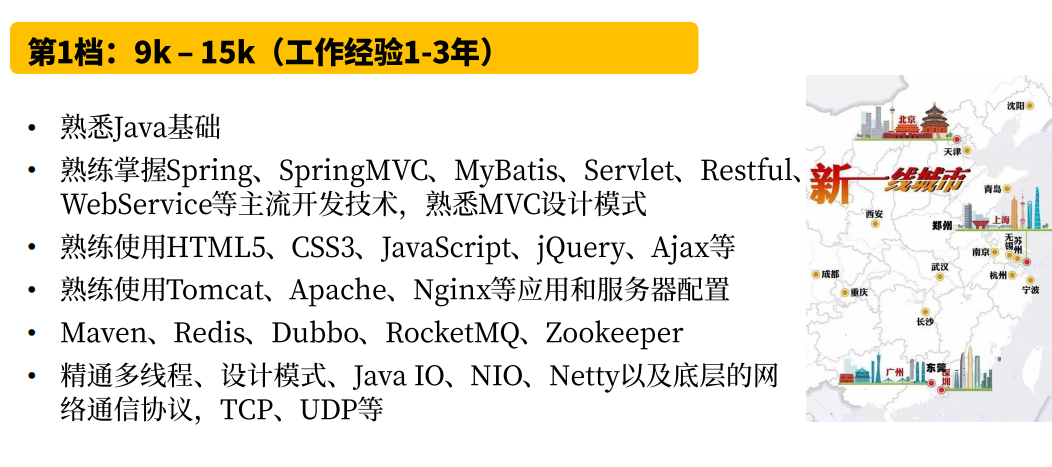 第1档：9k – 15k（工作经验1-3年）
• 熟悉Java基础
• 熟练掌握Spring、SpringMVC、MyBatis、Servlet、Restful、
WebService等主流开发技术，熟悉MVC设计模式
• 熟练使用HTML5、CSS3、JavaScript、jQuery、Ajax等
• 熟练使用Tomcat、Apache、Nginx等应用和服务器配置
• Maven、Redis、Dubbo、RocketMQ、Zookeeper
• 精通多线程、设计模式、Java IO、NIO、Netty以及底层的网
络通信协议，TCP、UDP等
沈阳
北京
天津
新一线城市
青岛
西安
郑州
上海
无锡
苏州
南京
成都
武汉
杭州
重庆
宁波
长沙
广州
东莞
深圳